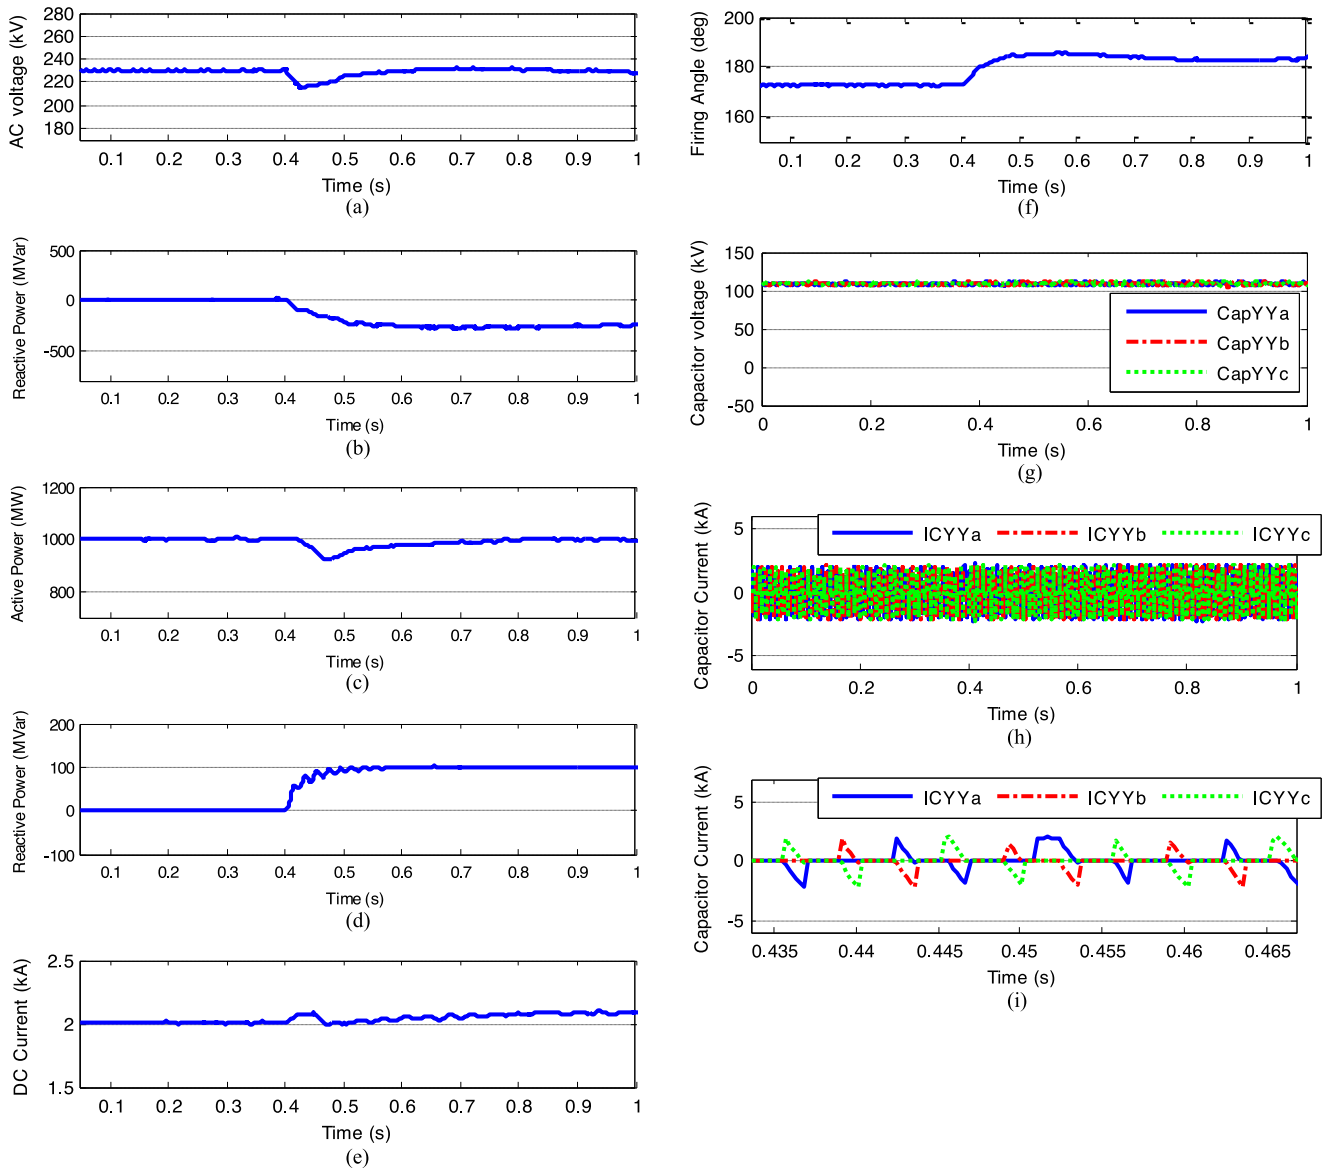 AC voltage (kV)
280
260
240
220
200
180
0.1 0.2 0.3 0.4 0.5 0.6 0.7 0.8 0.9 1
Time (s)
(a)
Reactive Power (MVar)
500
0
-500
0.1 0.2 0.3 0.4 0.5 0.6 0.7 0.8 0.9 1
Time (s)
(b)
Active Power (MW)
1200
1000
800
0.1 0.2 0.3 0.4 0.5 0.6 0.7 0.8 0.9 1
Time (s)
(c)
Reactive Power (MVar)
200
100
0
-100
0.1 0.2 0.3 0.4 0.5 0.6 0.7 0.8 0.9 1
Time (s)
(d)
DC Current (kA)
2.5
2
1.5
0.1 0.2 0.3 0.4 0.5 0.6 0.7 0.8 0.9 1
Time (s)
(e)
Firing Angle (deg)
200
180
160
0.1 0.2 0.3 0.4 0.5 0.6 0.7 0.8 0.9 1
Time (s)
(f)
Capacitor voltage (kV)
150
100
50
0
-50
CapYYa
CapYYb
CapYYc
0 0.2 0.4 0.6 0.8 1
Time (s)
(g)
Capacitor Current (kA)
ICYYa ICYYb ICYYc
5
0
-5
0 0.2 0.4 0.6 0.8 1
Time (s)
(h)
Capacitor Current (kA)
ICYYa ICYYb ICYYc
5
0
-5
0.435 0.44 0.445 0.45 0.455 0.46 0.465
Time (s)
(i)